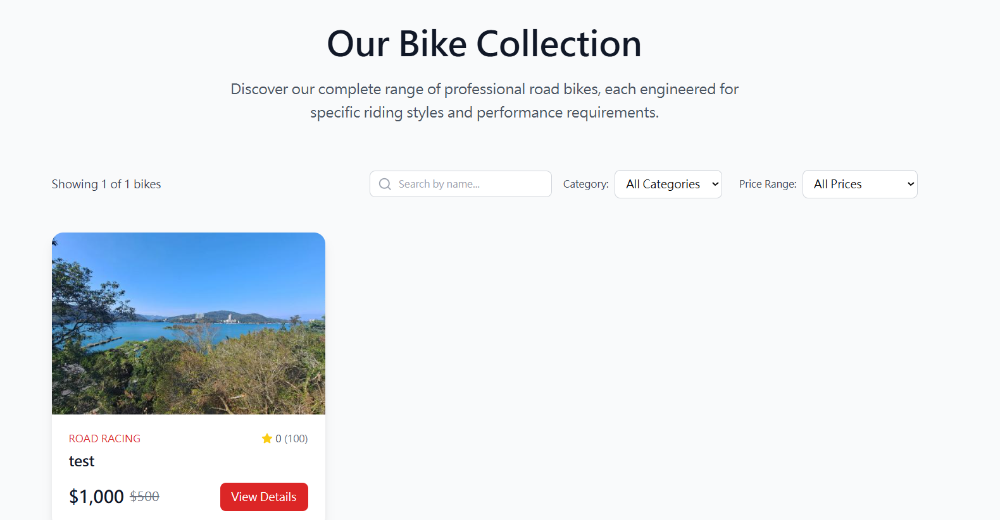 Our Bike Collection
Discover our complete range of professional road bikes, each engineered for
specific riding styles and performance requirements.
Showing 1 of 1 bikes
Search by name...
Category:
All Categories
Price Range:
All Prices
ROAD RACING
0 (100)
test
$1,000 $500
View Details